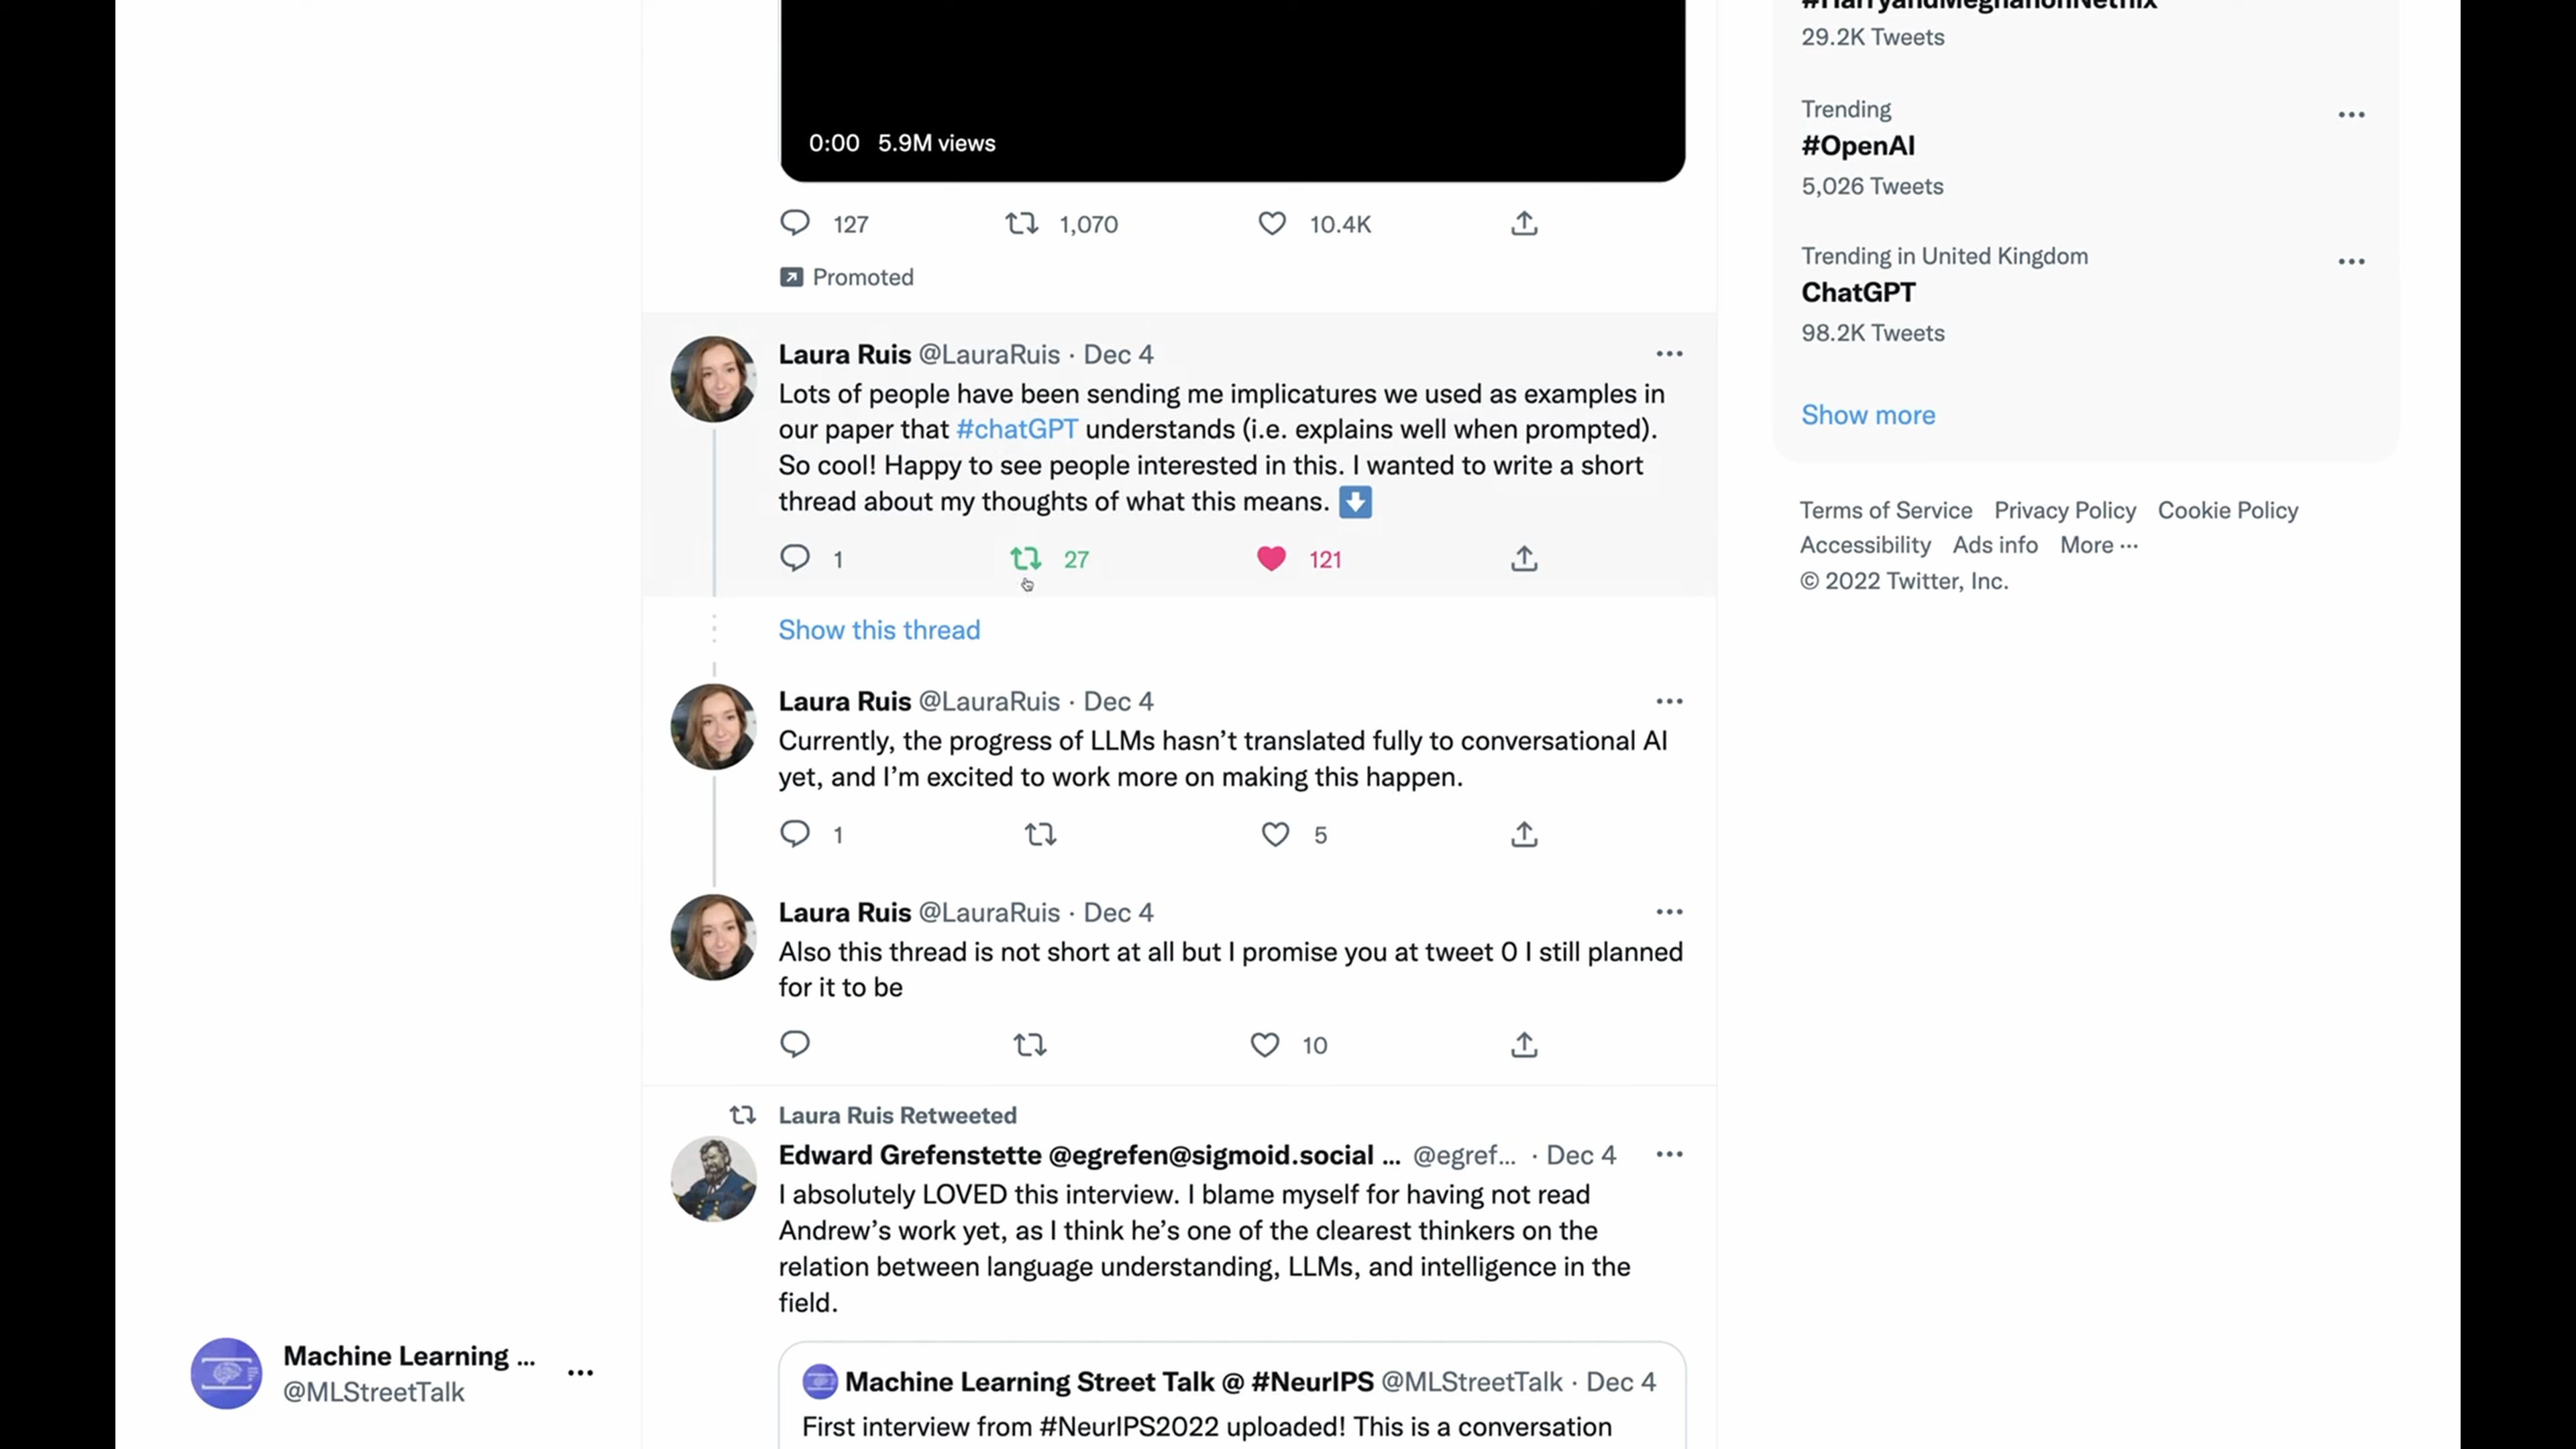 0:00 5.9M views
127 1,070 10.4K
Promoted
Laura Ruis @LauraRuis · Dec 4
Lots of people have been sending me implicatures we used as examples in
our paper that #chatGPT understands (i.e. explains well when prompted).
So cool! Happy to see people interested in this. I wanted to write a short
thread about my thoughts of what this means.
1 27 121
Show this thread
Laura Ruis @LauraRuis · Dec 4
Currently, the progress of LLMs hasn’t translated fully to conversational AI
yet, and I’m excited to work more on making this happen.
1 5
Laura Ruis @LauraRuis · Dec 4
Also this thread is not short at all but I promise you at tweet 0 I still planned
for it to be
10
Laura Ruis Retweeted
Edward Grefenstette @egrefen@sigmoid.social ... @egref... · Dec 4
I absolutely LOVED this interview. I blame myself for having not read
Andrew’s work yet, as I think he’s one of the clearest thinkers on the
relation between language understanding, LLMs, and intelligence in the
field.
Machine Learning Street Talk @ #NeurIPS @MLStreetTalk · Dec 4
First interview from #NeurIPS2022 uploaded! This is a conversation
#HarryandMeghanonNetflix
29.2K Tweets
Trending
#OpenAI
5,026 Tweets
Trending in United Kingdom
ChatGPT
98.2K Tweets
Show more
Terms of Service Privacy Policy Cookie Policy
Accessibility Ads info More ...
© 2022 Twitter, Inc.
Machine Learning ...
@MLStreetTalk